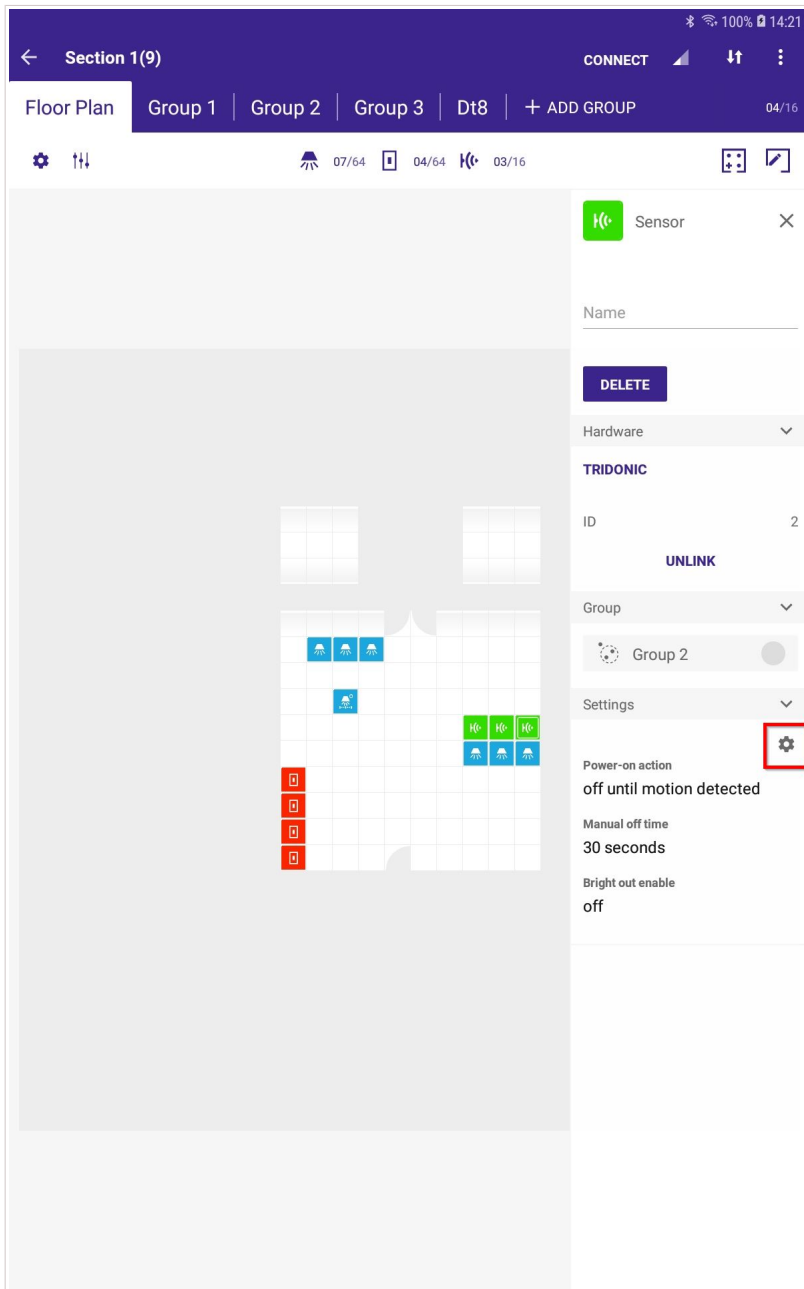 100% 14:21
Section 1(9) CONNECT
Floor Plan Group 1 Group 2 Group 3 Dt8 + ADD GROUP 04/16
07/64 04/64 03/16
Sensor
Name
DELETE
Hardware
TRIDONIC
ID 2
UNLINK
Group
Group 2
Settings
Power-on action
off until motion detected
Manual off time
30 seconds
Bright out enable
off